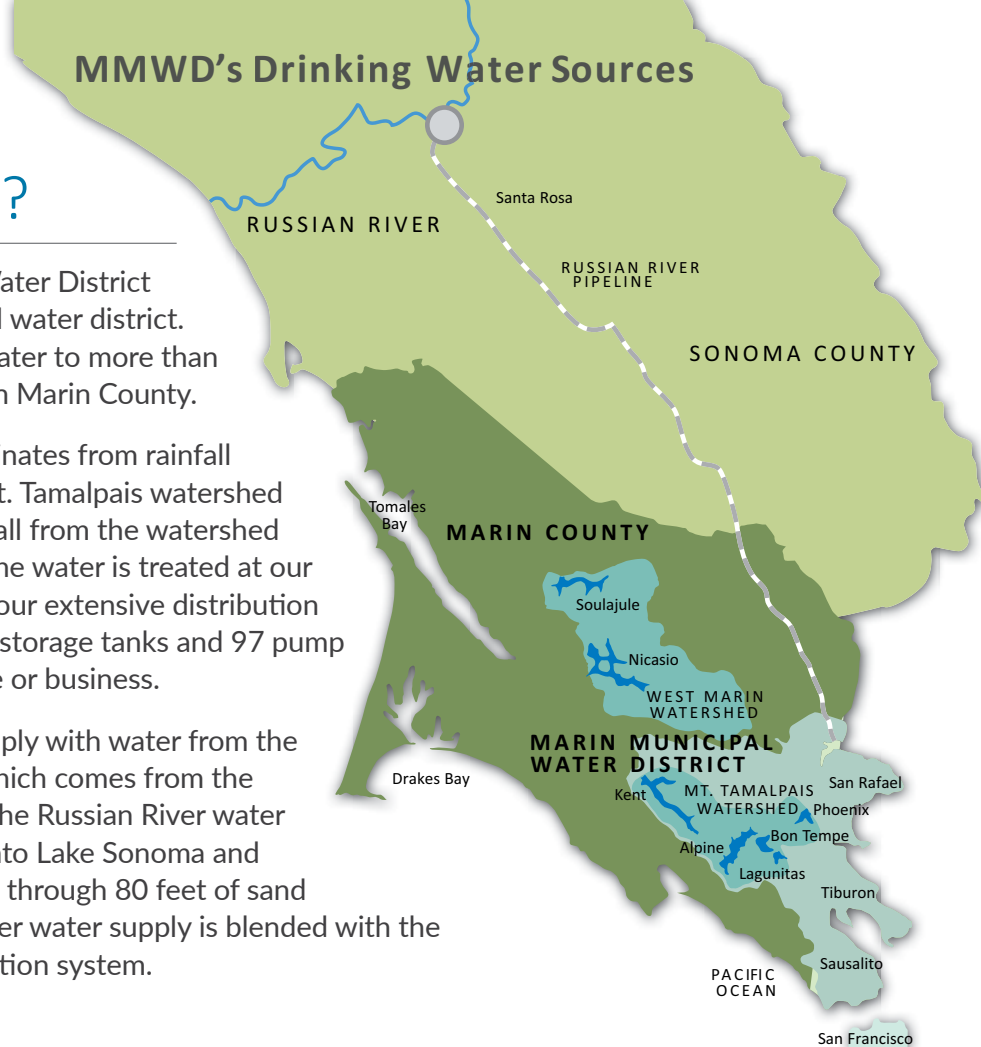 MMWD’s Drinking Water Sources
?
Water District
water district.
ater to more than
n Marin County.
inates from rainfall
t. Tamalpais watershed
all from the watershed
he water is treated at our
our extensive distribution
storage tanks and 97 pump
e or business.
ply with water from the
hich comes from the
he Russian River water
nto Lake Sonoma and
through 80 feet of sand
er water supply is blended with the
tion system.
Santa Rosa
RUSSIAN RIVER
RUSSIAN RIVER
PIPELINE
SONOMA COUNTY
Tomales
Bay
MARIN COUNTY
Soulajule
Nicasio
WEST MARIN
WATERSHED
MARIN MUNICIPAL
WATER DISTRICT
Drakes Bay
Kent
MT. TAMALPAIS
WATERSHED
San Rafael
Phoenix
Bon Tempe
Alpine
Lagunitas
Tiburon
Sausalito
PACIFIC
OCEAN
San Francisco